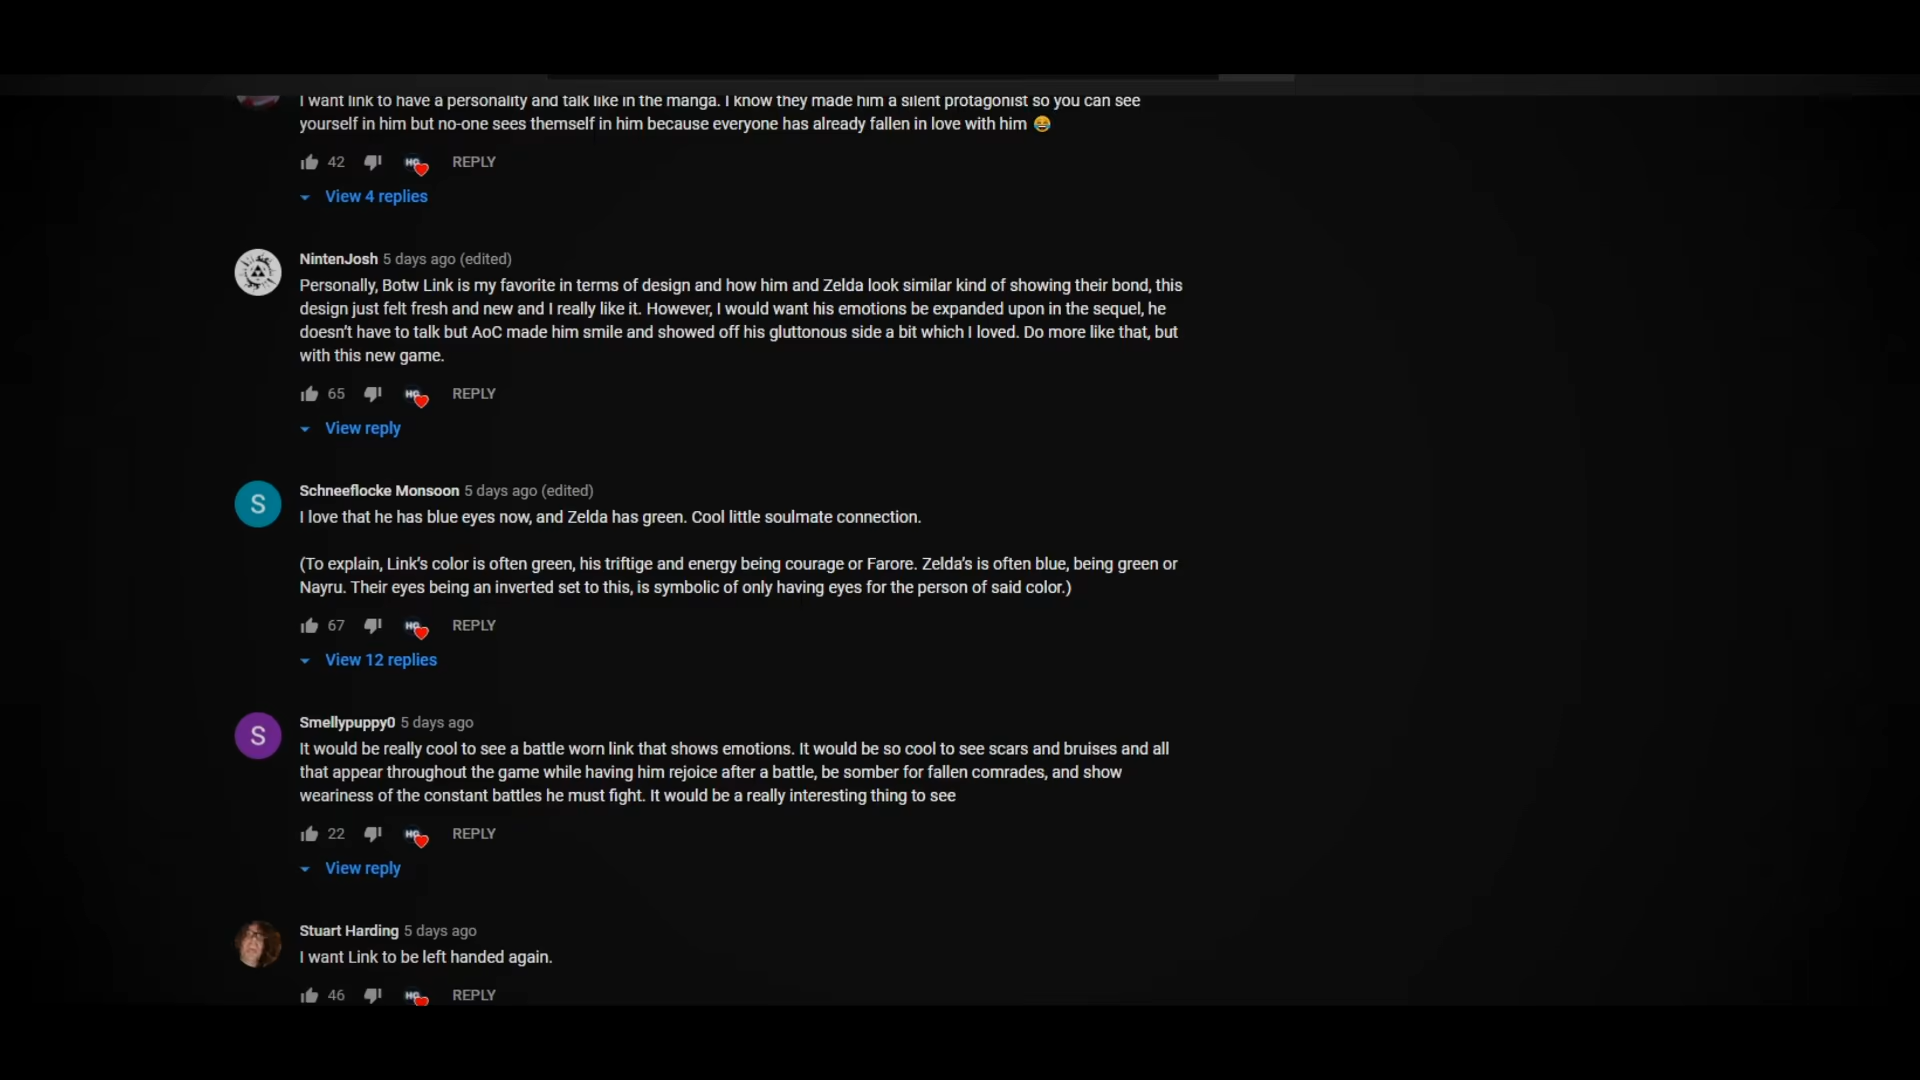 I want link to have a personality and talk like in the manga. I know they made him a silent protagonist so you can see
yourself in him but no-one sees themself in him because everyone has already fallen in love with him 😂
42 HG REPLY
View 4 replies
NintenJosh 5 days ago (edited)
Personally, Botw Link is my favorite in terms of design and how him and Zelda look similar kind of showing their bond, this
design just felt fresh and new and I really like it. However, I would want his emotions be expanded upon in the sequel, he
doesn't have to talk but AoC made him smile and showed off his gluttonous side a bit which I loved. Do more like that, but
with this new game.
65 HG REPLY
View reply
S
Schneeflocke Monsoon 5 days ago (edited)
I love that he has blue eyes now, and Zelda has green. Cool little soulmate connection.
(To explain, Link's color is often green, his triftige and energy being courage or Farore. Zelda's is often blue, being green or
Nayru. Their eyes being an inverted set to this, is symbolic of only having eyes for the person of said color.)
67 HG REPLY
View 12 replies
S
Smellypuppy0 5 days ago
It would be really cool to see a battle worn link that shows emotions. It would be so cool to see scars and bruises and all
that appear throughout the game while having him rejoice after a battle, be somber for fallen comrades, and show
weariness of the constant battles he must fight. It would be a really interesting thing to see
22 HG REPLY
View reply
Stuart Harding 5 days ago
I want Link to be left handed again.
46 HG REPLY